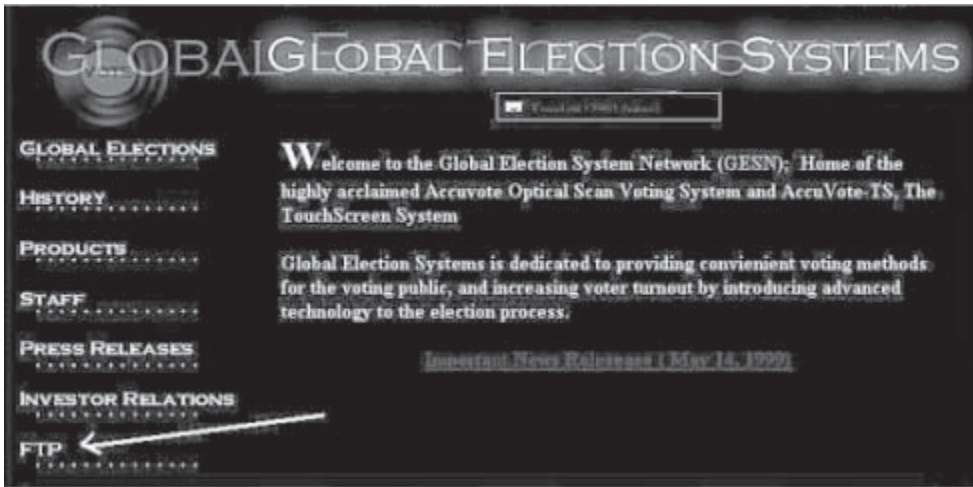 GLOBAL ELECTION SYSTEMS
VOTE
GLOBAL ELECTIONS
HISTORY
PRODUCTS
STAFF
PRESS RELEASES
INVESTOR RELATIONS
FTP
Welcome to the Global Election System Network (GESN); Home of the
highly acclaimed Accuvote Optical Scan Voting System and AccuVote-TS, The
TouchScreen System
Global Election Systems is dedicated to providing convienient voting methods
for the voting public, and increasing voter turnout by introducing advanced
technology to the election process.
Important News Releases ( May 14, 1999)